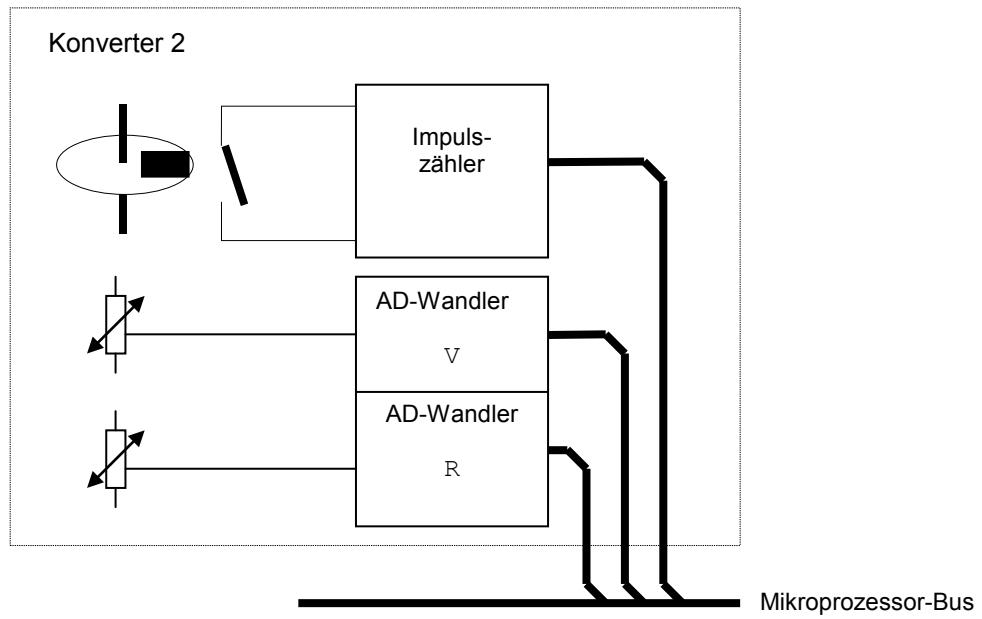 Konverter 2
Impuls-
zähler
AD-Wandler
V
AD-Wandler
R
Mikroprozessor-Bus